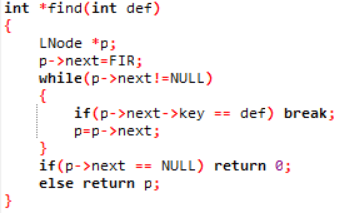 int *find(int def)
{
LNode *p;
p->next=FIR;
while(p->next!=NULL)
{
if(p->next->key == def) break;
p=p->next;
}
if(p->next == NULL) return 0;
else return p;
}